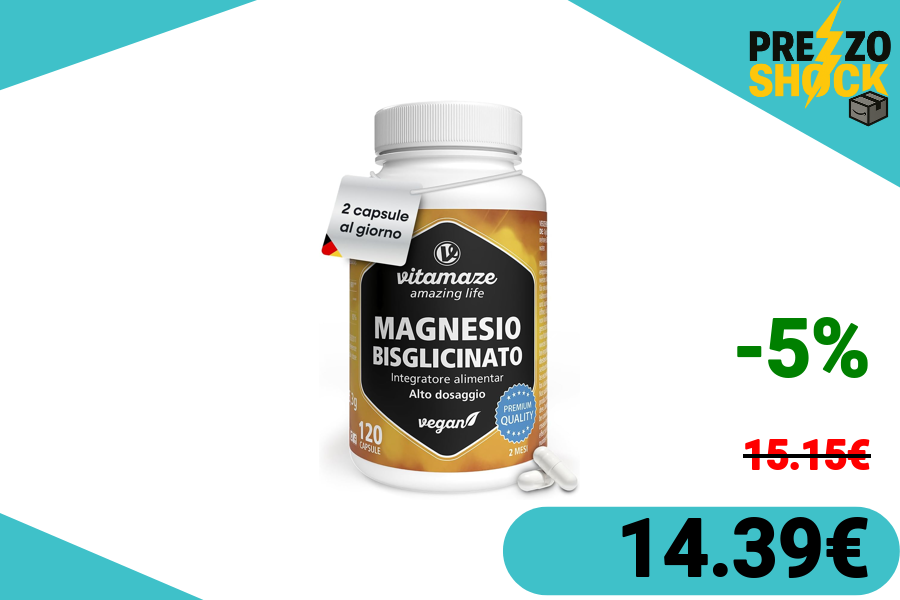 PREZZO
SHOCK
2 capsule
al giorno
vitamaze
amazing life
MAGNESIO
BISGLICINATO
Integratore alimentare
Alto dosaggio
vegan
PREMIUM
QUALITY
120
CAPSULE
2 MESI
-5%
15.15€
14.39€